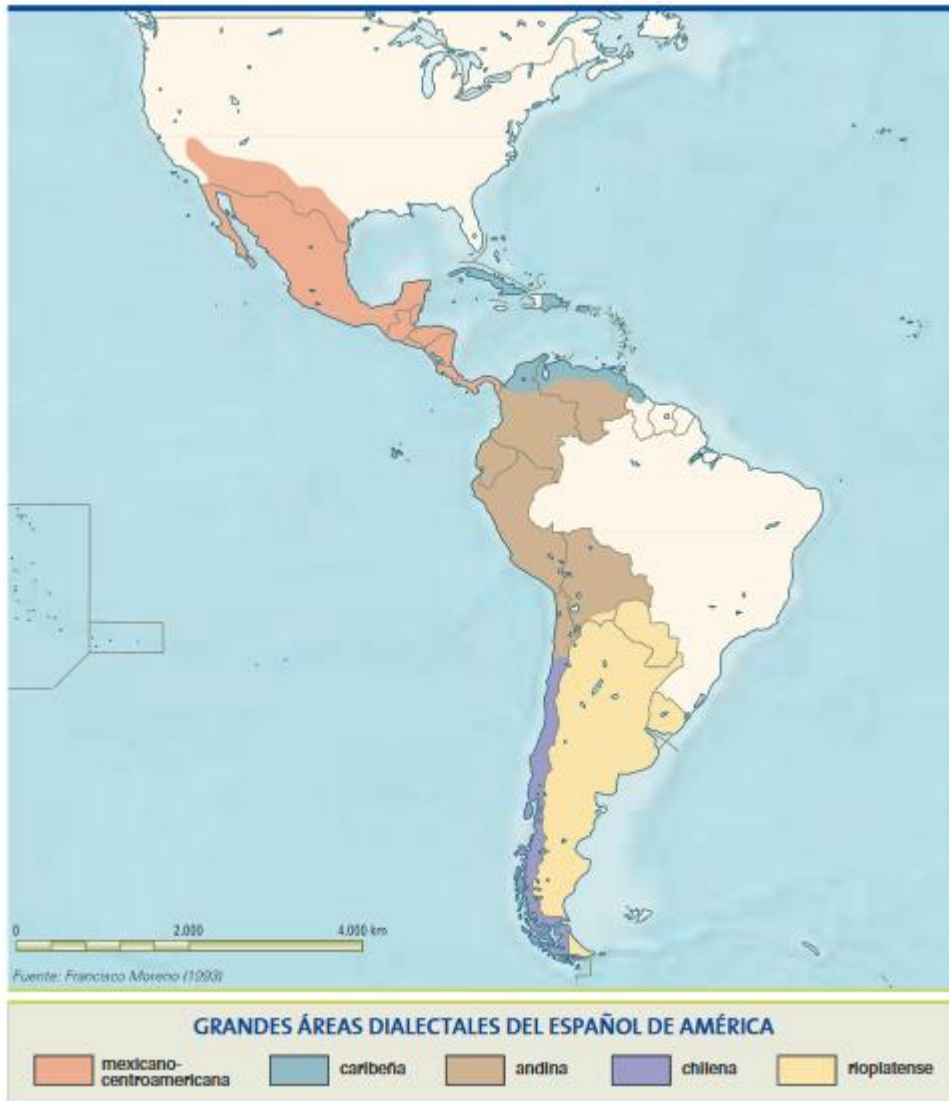 0 2.000 4.000 km
Fuente: Francisco Moreno (1993)
GRANDES ÁREAS DIALECTALES DEL ESPAÑOL DE AMÉRICA
mexicano-
centroamericana
caribeña
andina
chilena
rioplatense